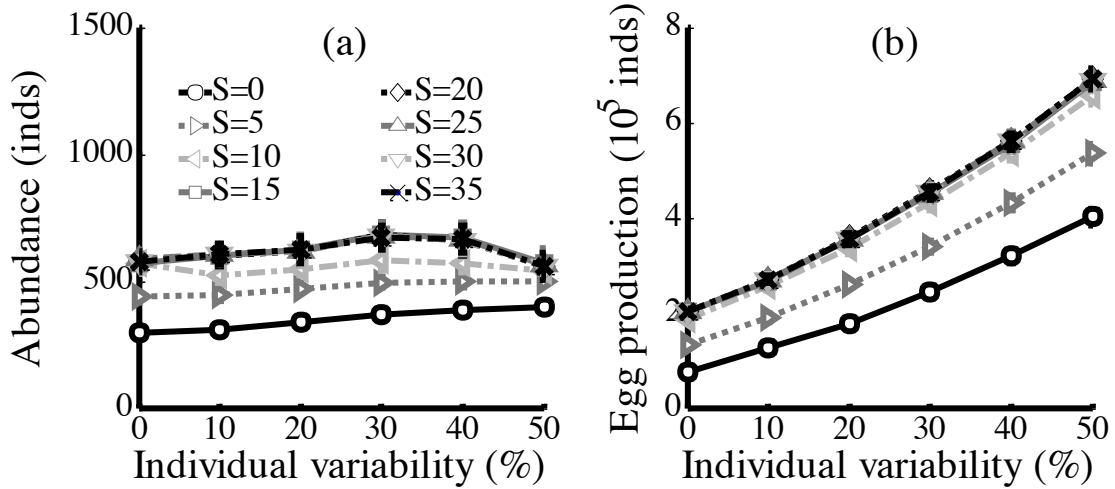 (a)
Abundance (inds)
1500
1000
500
0
S=0
S=5
S=10
S=15
S=20
S=25
S=30
S=35
0 10 20 30 40 50
Individual variability (%)
(b)
Egg production (10^5 inds)
8
6
4
2
0
0 10 20 30 40 50
Individual variability (%)